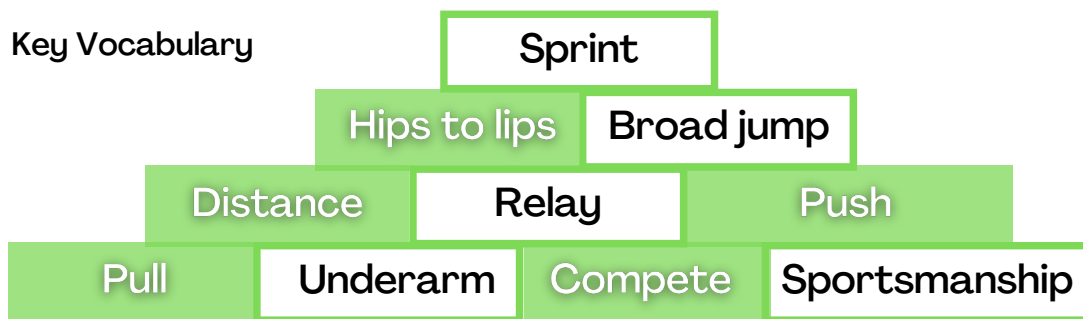 Key Vocabulary
Sprint
Hips to lips Broad jump
Distance Relay Push
Pull Underarm Compete Sportsmanship